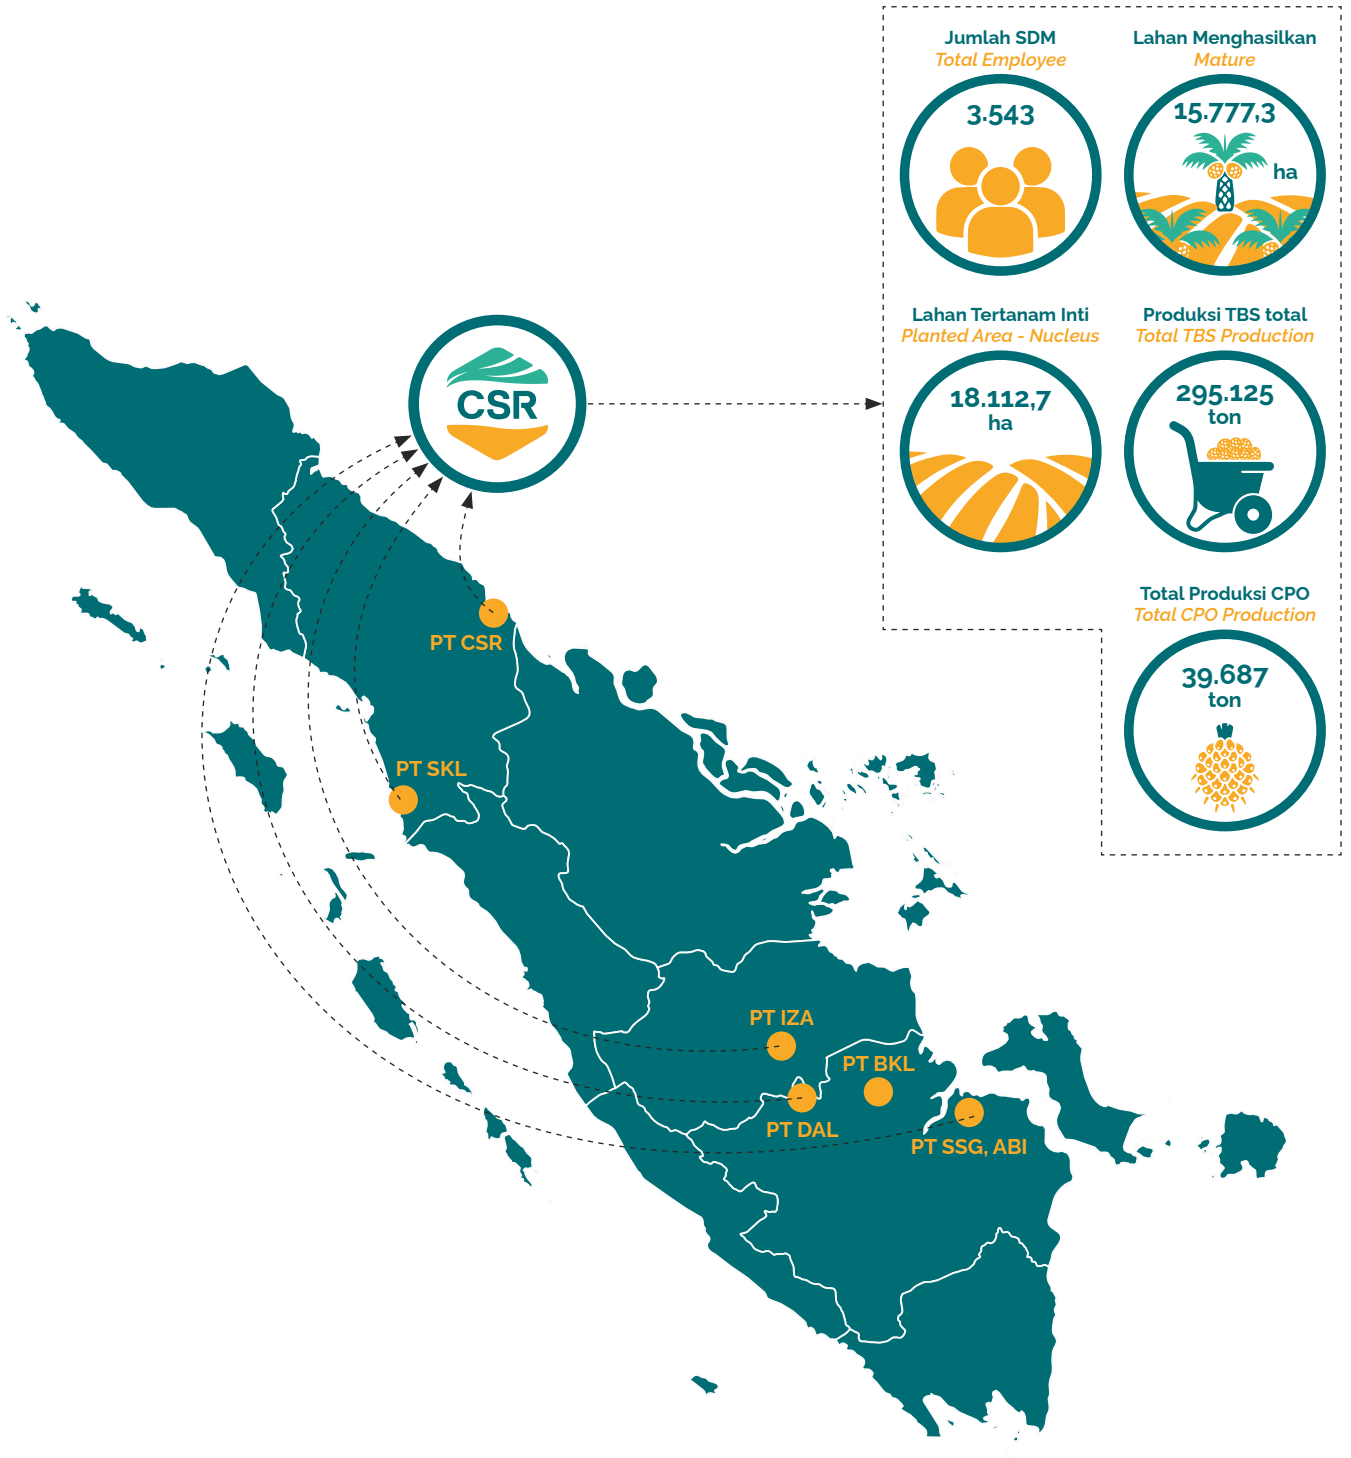 Jumlah SDM
Total Employee
3.543
Lahan Menghasilkan
Mature
15.777,3
ha
Lahan Tertanam Inti
Planted Area - Nucleus
18.112,7
ha
Produksi TBS total
Total TBS Production
295.125
ton
Total Produksi CPO
Total CPO Production
39.687
ton
CSR
PT CSR
PT SKL
PT IZA
PT BKL
PT DAL
PT SSG, ABI